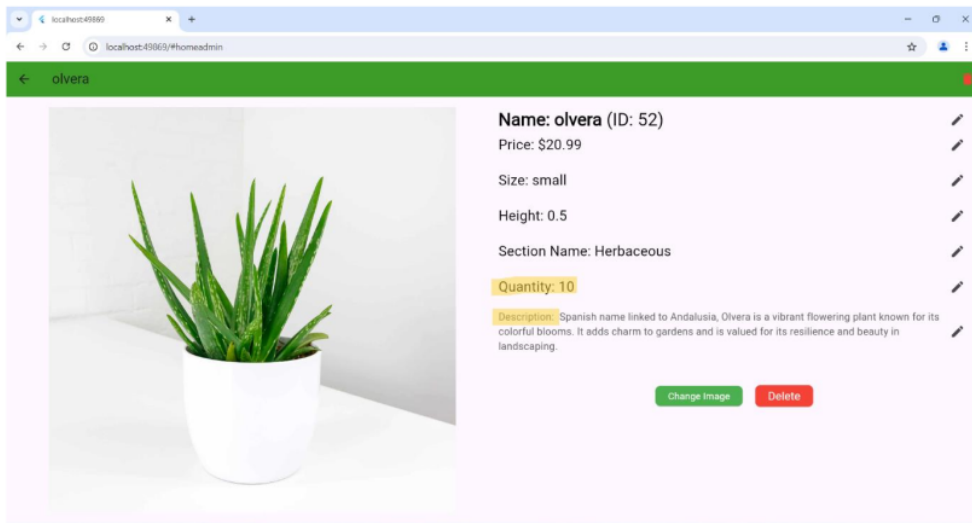 localhost:49869
localhost:49869/#homeadmin
olvera
Name: olvera (ID: 52)
Price: $20.99
Size: small
Height: 0.5
Section Name: Herbaceous
Quantity: 10
Description: Spanish name linked to Andalusia, Olvera is a vibrant flowering plant known for its
colorful blooms. It adds charm to gardens and is valued for its resilience and beauty in
landscaping.
Change Image
Delete